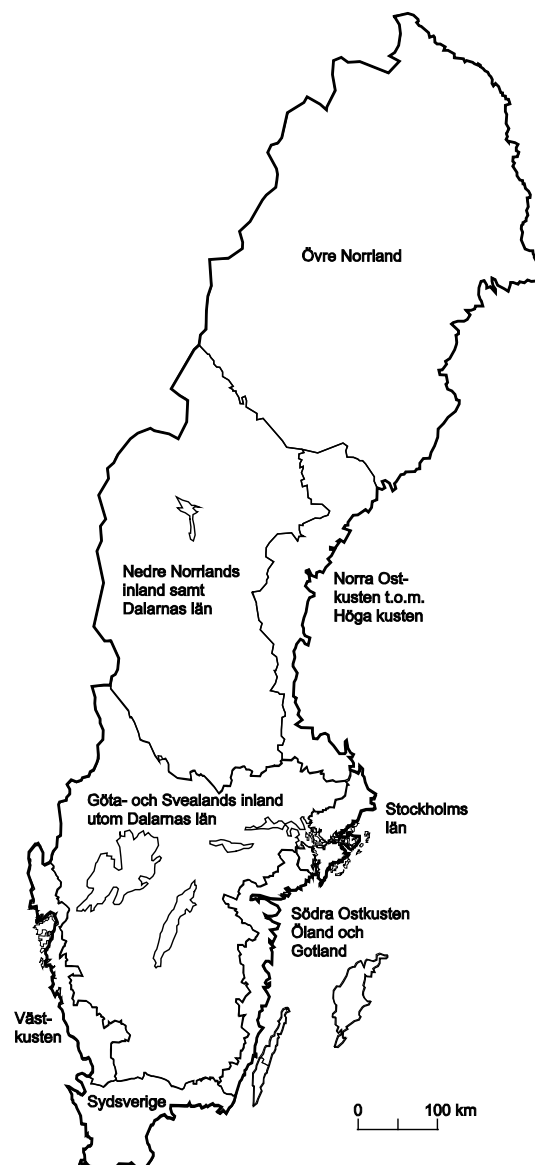 Övre Norrland
Nedre Norrlands
inland samt
Dalarnas län
Norra Ost-
kusten t.o.m.
Höga kusten
Göta- och Svealands inland
utom Dalarnas län
Stockholms
län
Södra Ostkusten
Öland och
Gotland
Väst-
kusten
Sydsverige
0 100 km